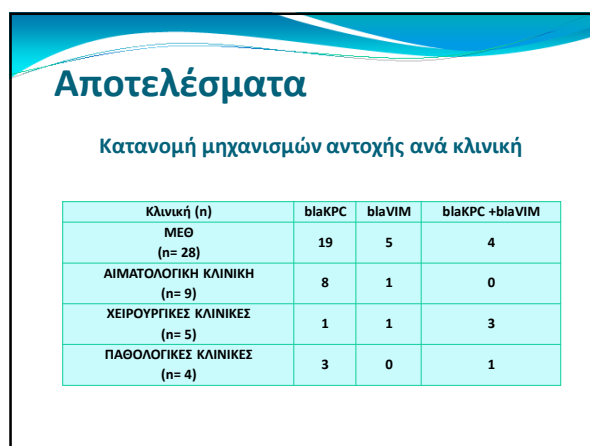 Αποτελέσματα
Κατανομή μηχανισμών αντοχής ανά κλινική
Κλινική (n) blaKPC blaVIM blaKPC +blaVIM
ΜΕΘ
(n= 28) 19 5 4
ΑΙΜΑΤΟΛΟΓΙΚΗ ΚΛΙΝΙΚΗ
(n= 9) 8 1 0
ΧΕΙΡΟΥΡΓΙΚΕΣ ΚΛΙΝΙΚΕΣ
(n= 5) 1 1 3
ΠΑΘΟΛΟΓΙΚΕΣ ΚΛΙΝΙΚΕΣ
(n= 4) 3 0 1